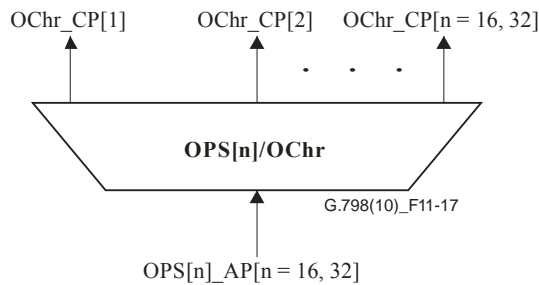 OChr_CP[1] OChr_CP[2] OChr_CP[n = 16, 32]
. . .
OPS[n]/OChr
G.798(10)_F11-17
OPS[n]_AP[n = 16, 32]